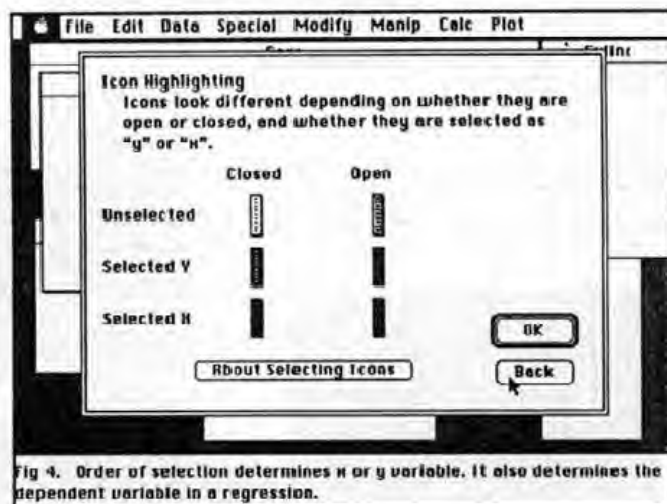 File Edit Data Special Modify Manip Calc Plot
Icon Highlighting
Icons look different depending on whether they are
open or closed, and whether they are selected as
"y" or "x".
Closed Open
Unselected
Selected Y
Selected X
OK
About Selecting Icons
Back
Fig 4. Order of selection determines x or y variable. It also determines the
dependent variable in a regression.